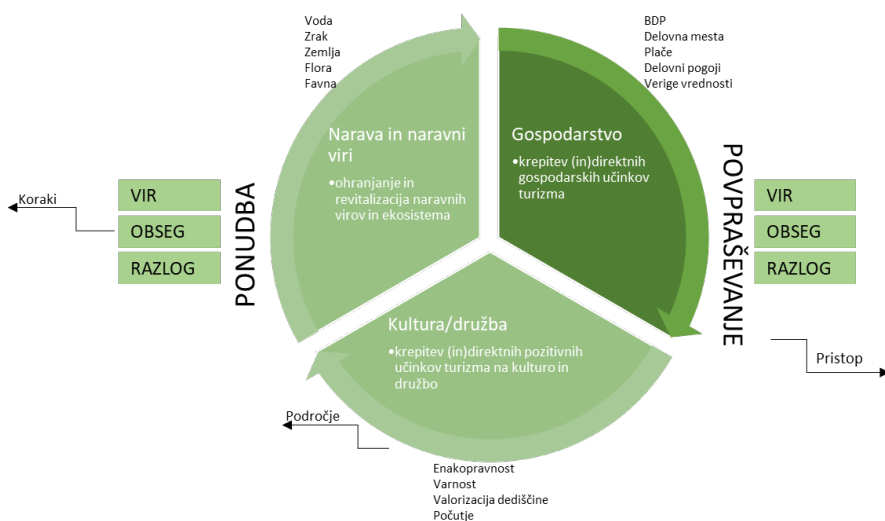 Voda
Zrak
Zemlja
Flora
Favna
BDP
Delovna mesta
Plače
Delovni pogoji
Verige vrednosti
Narava in naravni
viri
•ohranjanje in
revitalizacija naravnih
virov in ekosistema
Gospodarstvo
•krepitev (in)direktnih
gospodarskih učinkov
turizma
Koraki
VIR
OBSEG
RAZLOG
PONUDBA
POVPRAŠEVANJE
VIR
OBSEG
RAZLOG
Kultura/družba
•krepitev (in)direktnih pozitivnih
učinkov turizma na kulturo in
družbo
Pristop
Področje
Enakopravnost
Varnost
Valorizacija dediščine
Počutje